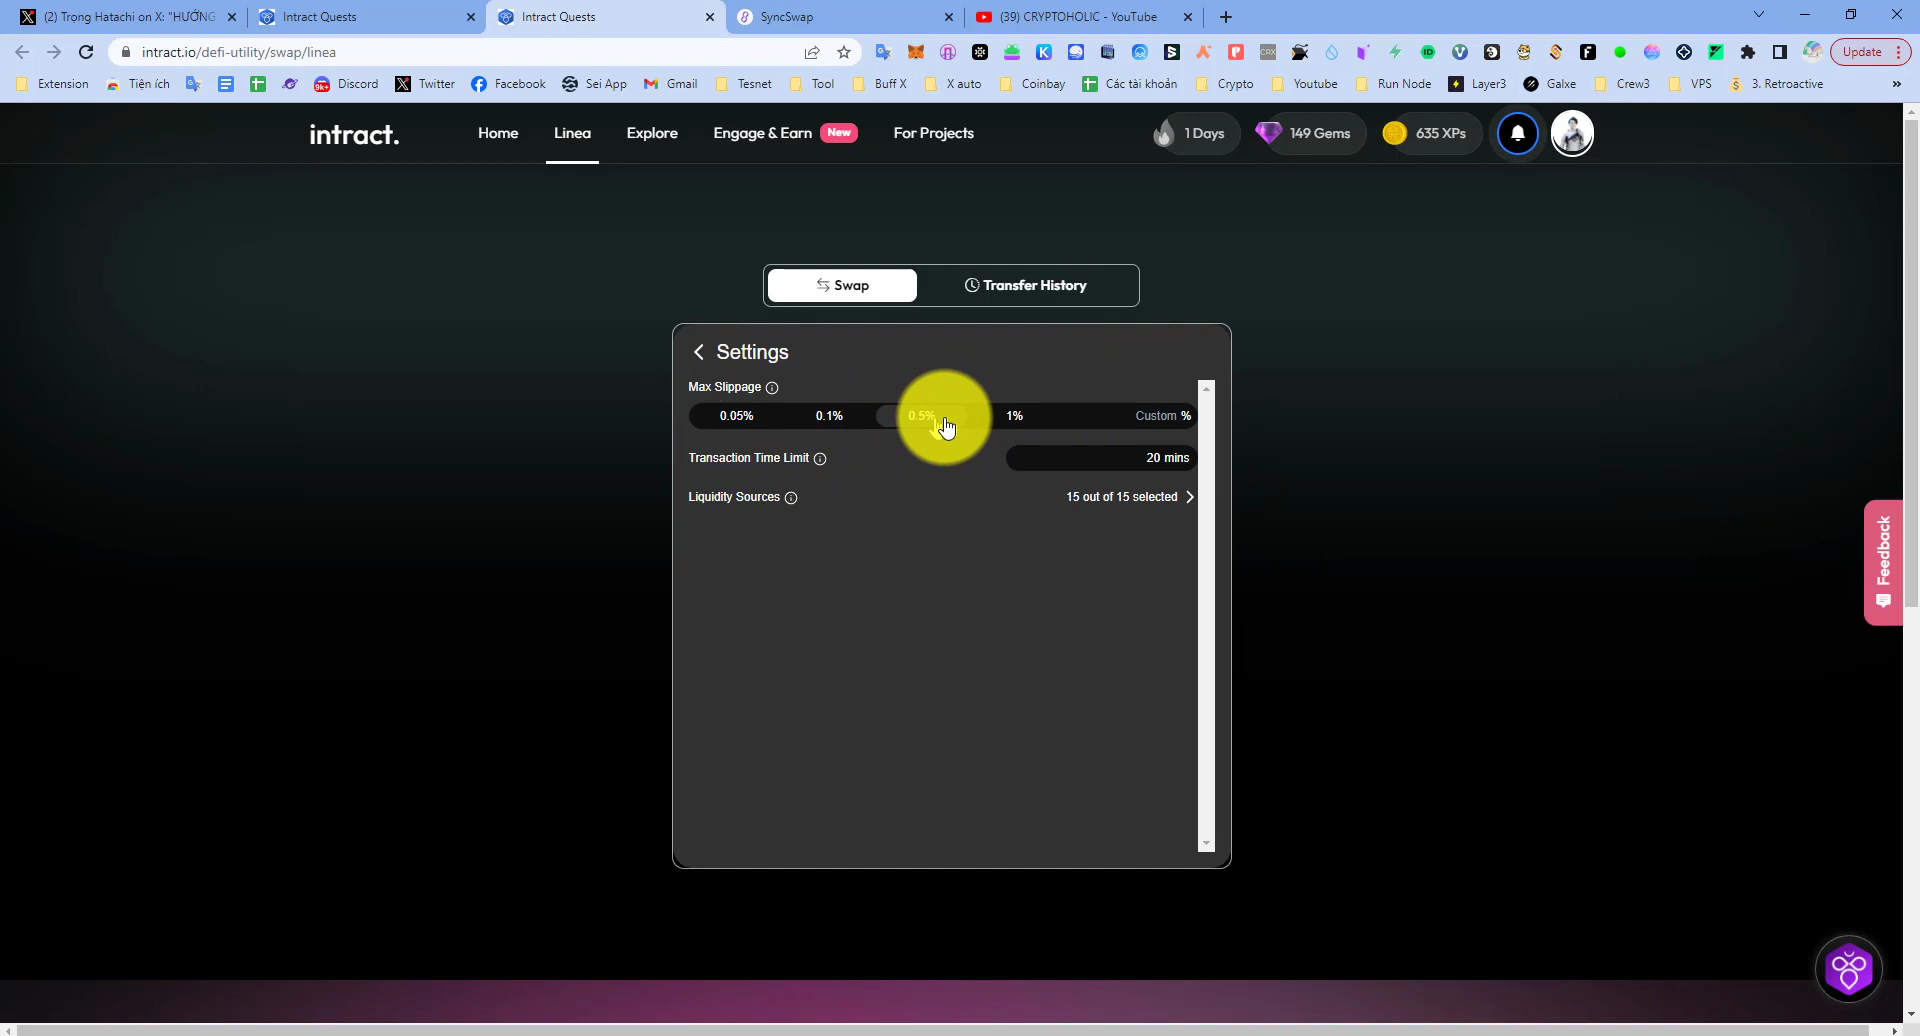 (2) Trọng Hatachi on X: "HƯỚNG
Intract Quests
Intract Quests
SyncSwap
(39) CRYPTOHOLIC - YouTube
intract.io/defi-utility/swap/linea
Update
Extension
Tiện ích
9k+
Discord
Twitter
Facebook
Sei App
Gmail
Tesnet
Tool
Buff X
X auto
Coinbay
Các tài khoản
Crypto
Youtube
Run Node
Layer3
Galxe
Crew3
VPS
3. Retroactive
»
intract.
Home
Linea
Explore
Engage & Earn
New
For Projects
1 Days
149 Gems
635 XPs
Swap
Transfer History
Settings
Max Slippage
0.05%
0.1%
0.5%
1%
Custom %
Transaction Time Limit
20 mins
Liquidity Sources
15 out of 15 selected
Feedback